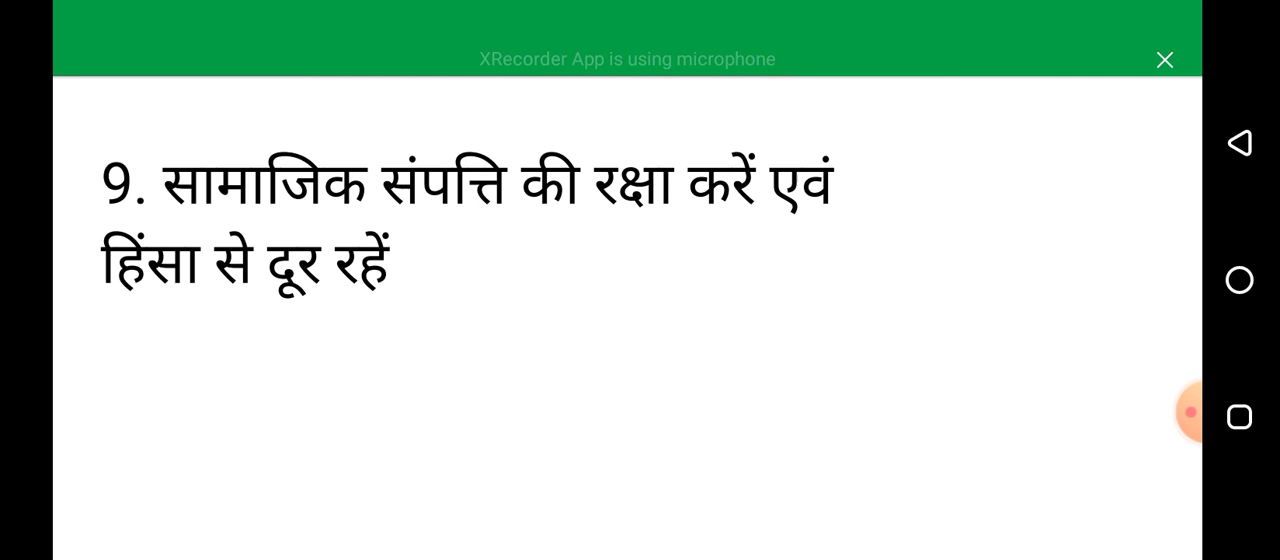 XRecorder App is using microphone
9. सामाजिक संपत्ति की रक्षा करें एवं
हिंसा से दूर रहें